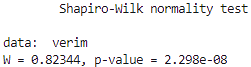 Shapiro-Wilk normality test
data:  verim
W = 0.82344, p-value = 2.298e-08